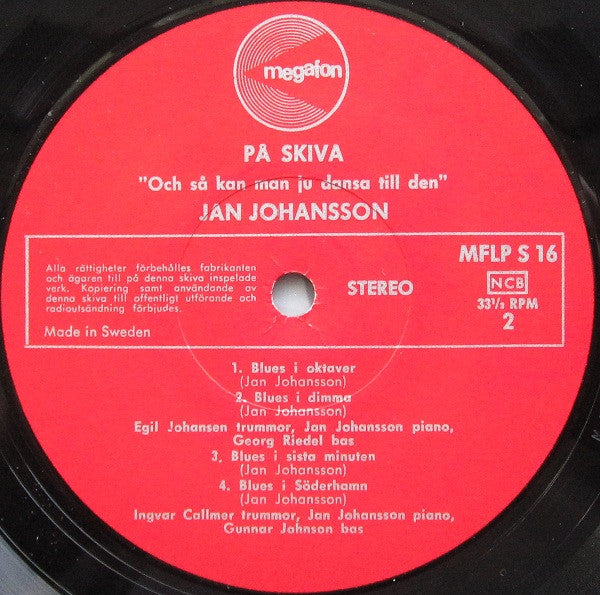 megafon
PÅ SKIVA
"Och så kan man ju dansa till den"
JAN JOHANSSON
Alla rättigheter förbehålles fabrikanten
och ägaren till på denna skiva inspelade
verk. Kopiering samt användande av
denna skiva till offentligt utförande och
radioutsändning förbjudes.
Made in Sweden
STEREO
MFLP S 16
NCB
33⅓ RPM
2
1. Blues i oktaver
(Jan Johansson)
2. Blues i dimma
(Jan Johansson)
Egil Johansen trummor, Jan Johansson piano,
Georg Riedel bas
3. Blues i sista minuten
(Jan Johansson)
4. Blues i Söderhamn
(Jan Johansson)
Ingvar Callmer trummor, Jan Johansson piano,
Gunnar Johnson bas